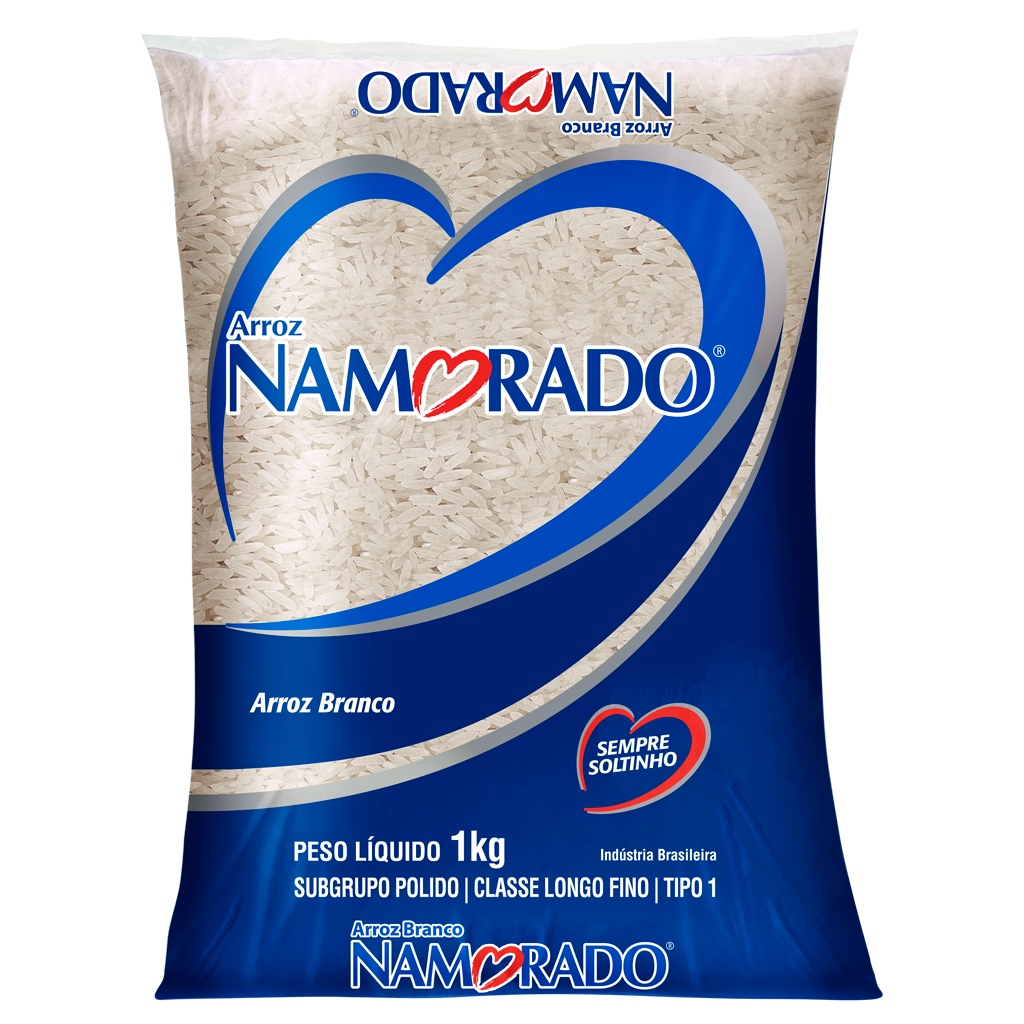 NAMORADO®
Arroz Branco
Arroz
NAMORADO®
Arroz Branco
SEMPRE
SOLTINHO
PESO LÍQUIDO 1kg
Indústria Brasileira
SUBGRUPO POLIDO | CLASSE LONGO FINO | TIPO 1
Arroz Branco
NAMORADO®